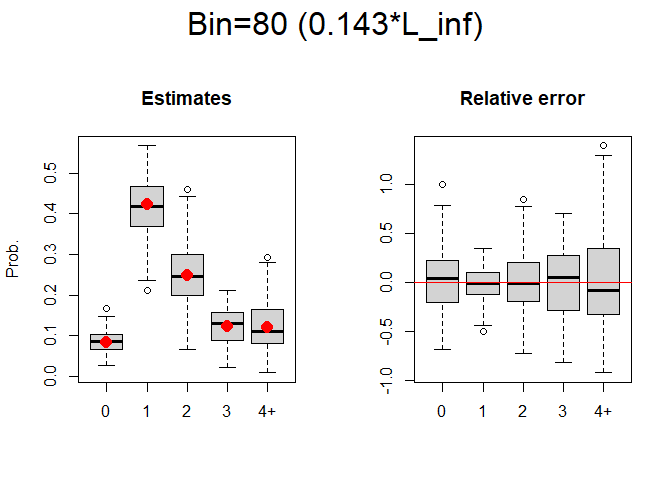 Bin=80 (0.143*L_inf)
Estimates
Prob.
0.5
0.4
0.3
0.2
0.1
0.0
0 1 2 3 4+
Relative error
1.0
0.5
0.0
-0.5
-1.0
0 1 2 3 4+